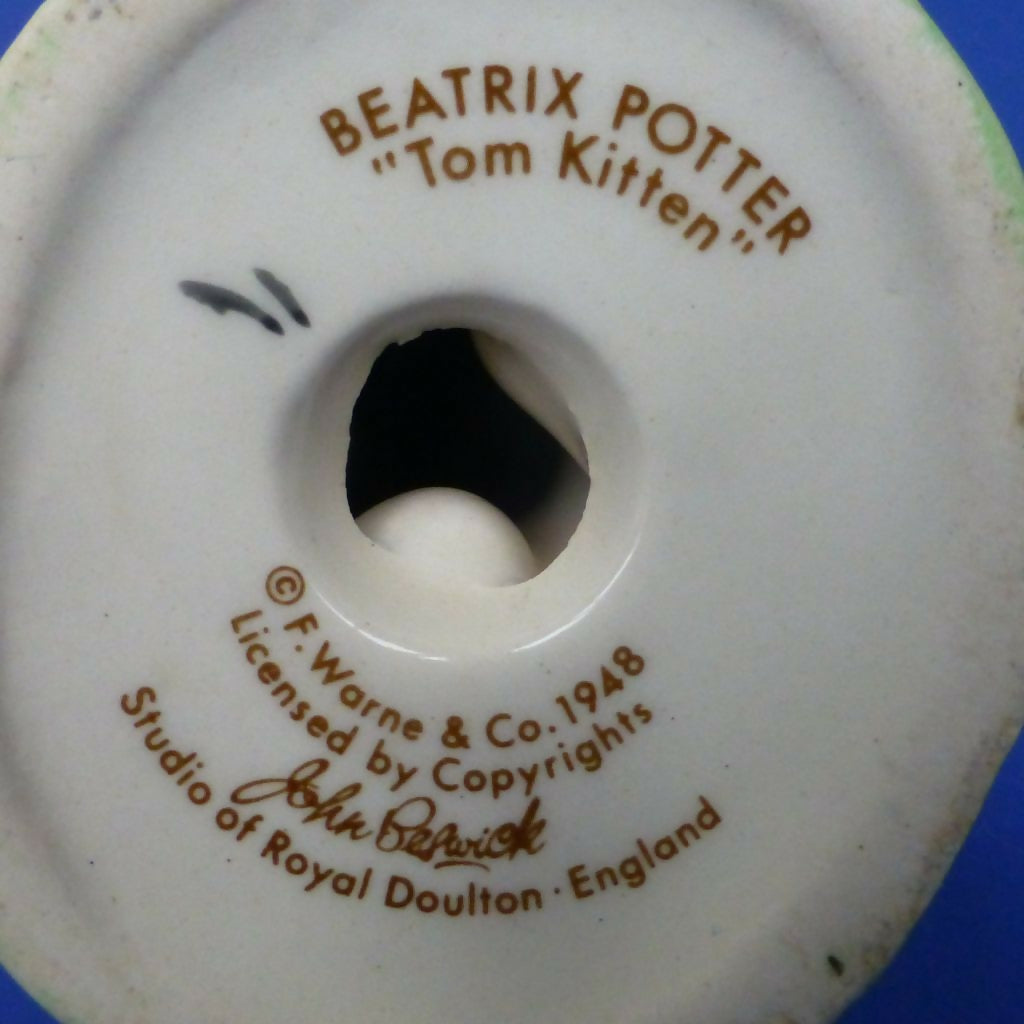 BEATRIX POTTER
"Tom Kitten"
© F. Warne & Co. 1948
Licensed by Copyrights
John Beswick
Studio of Royal Doulton · England